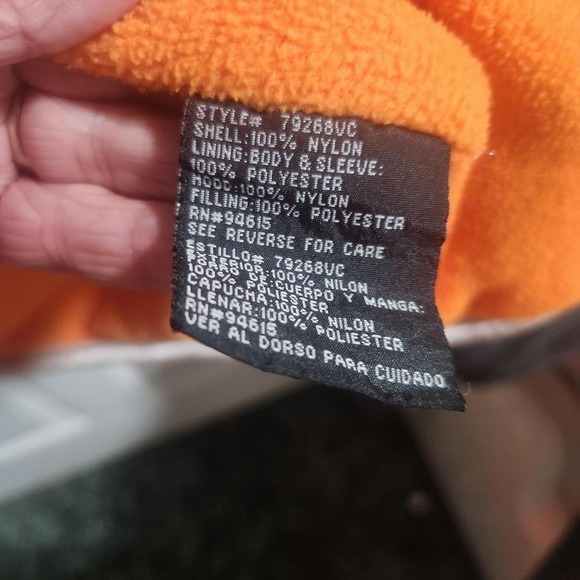 STYLE# 79268VC
SHELL:100% NYLON
LINING:BODY & SLEEVE:
100% POLYESTER
HOOD:100% NYLON
FILLING:100% POLYESTER
RN#94615
SEE REVERSE FOR CARE
ESTILLO# 79268VC
EXTERIOR:100% NILON
FORRO DE:CUERPO Y MANGA:
100% POLIESTER
CAPUCHA:100% NILON
LLENAR:100% POLIESTER
RN#94615
VER AL DORSO PARA CUIDADO